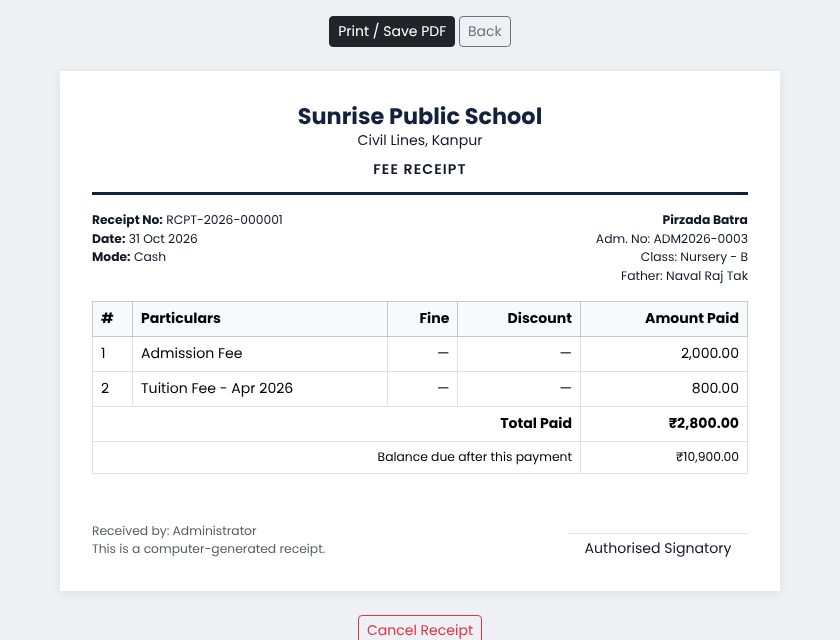 Print / Save PDF Back
Sunrise Public School
Civil Lines, Kanpur
FEE RECEIPT
Receipt No: RCPT-2026-000001
Date: 31 Oct 2026
Mode: Cash
Pirzada Batra
Adm. No: ADM2026-0003
Class: Nursery - B
Father: Naval Raj Tak
# Particulars Fine Discount Amount Paid
1 Admission Fee — — 2,000.00
2 Tuition Fee - Apr 2026 — — 800.00
Total Paid ₹2,800.00
Balance due after this payment ₹10,900.00
Received by: Administrator
This is a computer-generated receipt.
Authorised Signatory
Cancel Receipt